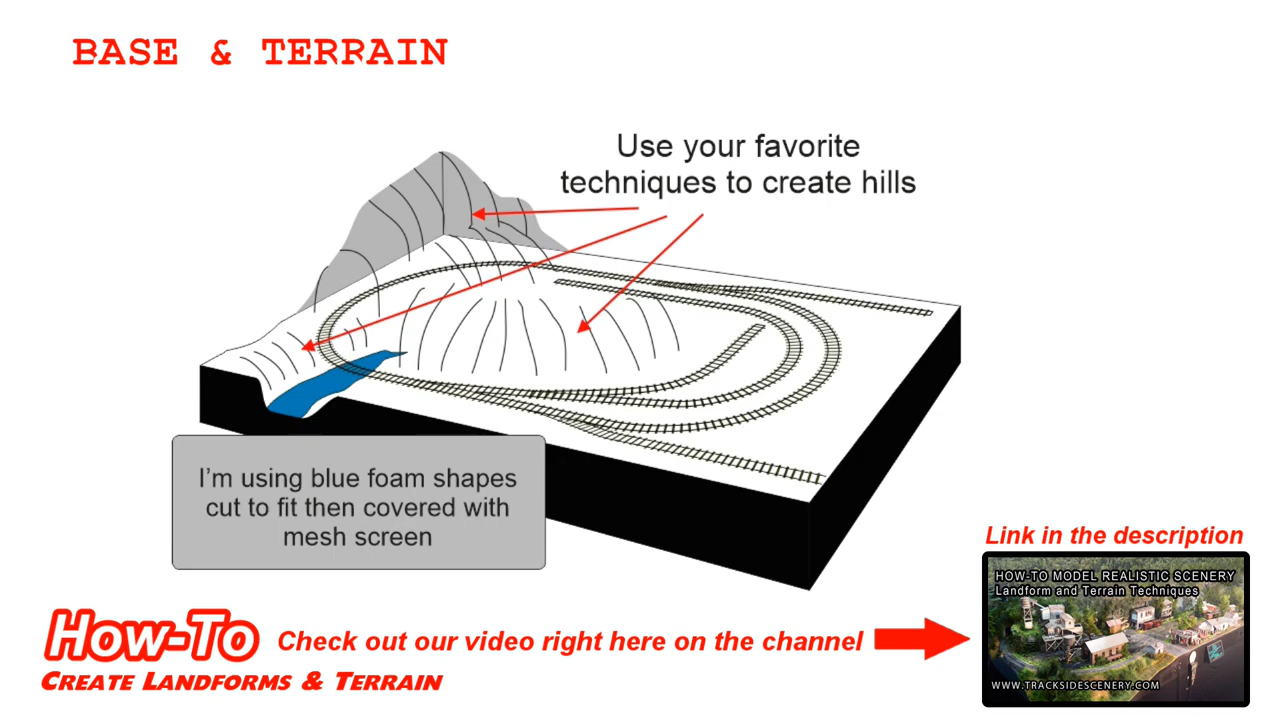 BASE & TERRAIN
Use your favorite
techniques to create hills
I'm using blue foam shapes
cut to fit then covered with
mesh screen
Link in the description
HOW-TO MODEL REALISTIC SCENERY
Landform and Terrain Techniques
WWW.TRACKSIDESCENERY.COM
How-To
Check out our video right here on the channel
CREATE LANDFORMS & TERRAIN